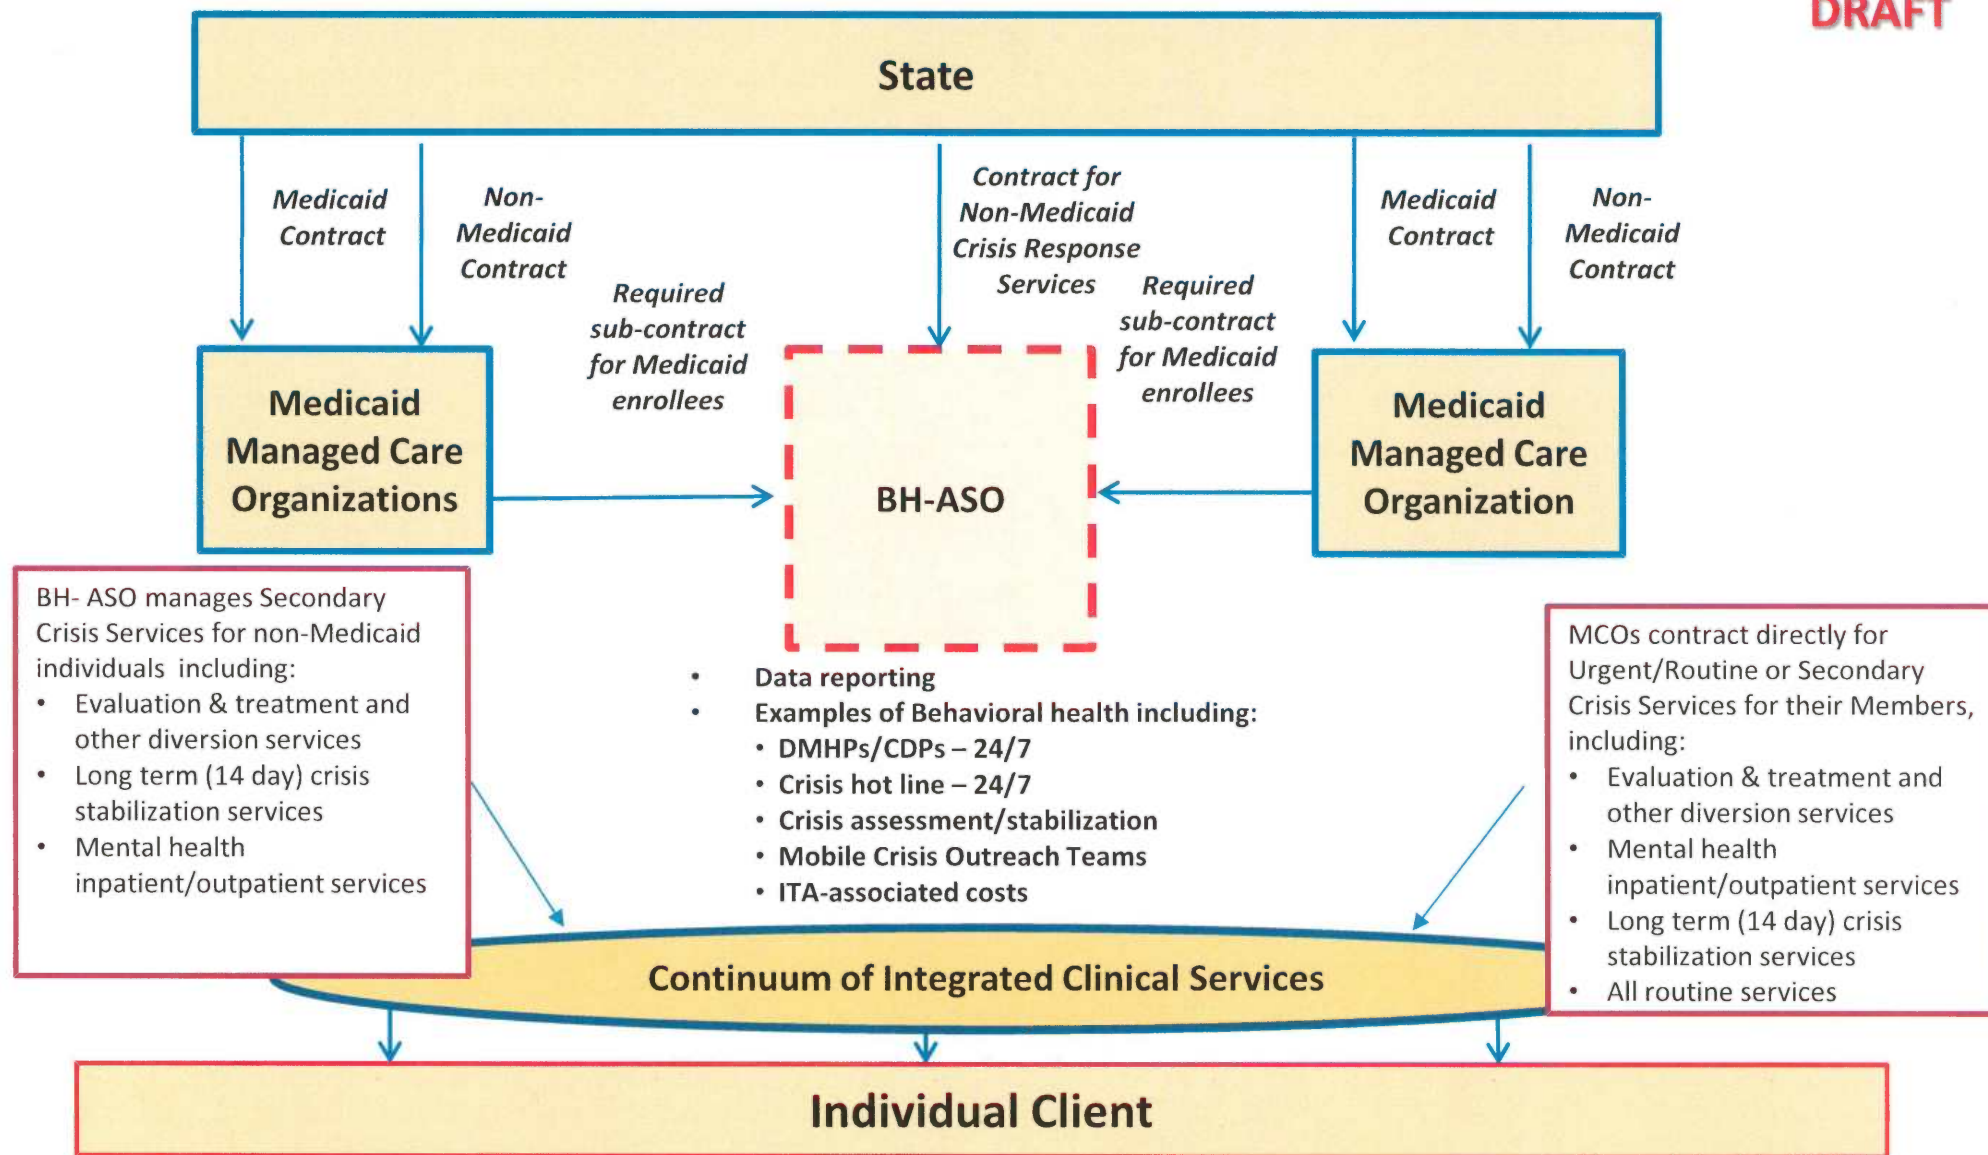 DRAFT
State
Medicaid
Contract
Non-
Medicaid
Contract
Contract for
Non-Medicaid
Crisis Response
Services
Medicaid
Contract
Non-
Medicaid
Contract
Required
sub-contract
for Medicaid
enrollees
Required
sub-contract
for Medicaid
enrollees
Medicaid
Managed Care
Organizations
BH-ASO
Medicaid
Managed Care
Organization
BH- ASO manages Secondary
Crisis Services for non-Medicaid
individuals including:
• Evaluation & treatment and
other diversion services
• Long term (14 day) crisis
stabilization services
• Mental health
inpatient/outpatient services
• Data reporting
• Examples of Behavioral health including:
• DMHPs/CDPs – 24/7
• Crisis hot line – 24/7
• Crisis assessment/stabilization
• Mobile Crisis Outreach Teams
• ITA-associated costs
MCOs contract directly for
Urgent/Routine or Secondary
Crisis Services for their Members,
including:
• Evaluation & treatment and
other diversion services
• Mental health
inpatient/outpatient services
• Long term (14 day) crisis
stabilization services
• All routine services
Continuum of Integrated Clinical Services
Individual Client